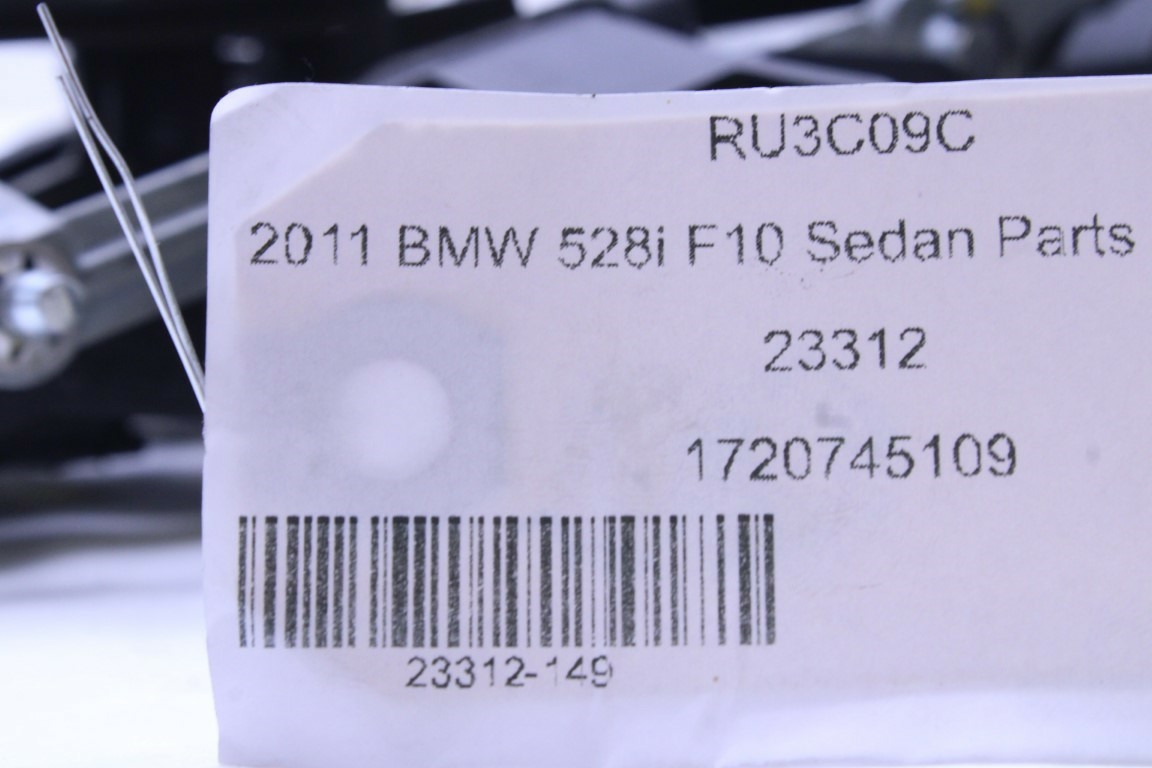 RU3C09C
2011 BMW 528i F10 Sedan Parts
23312
1720745109
23312-149